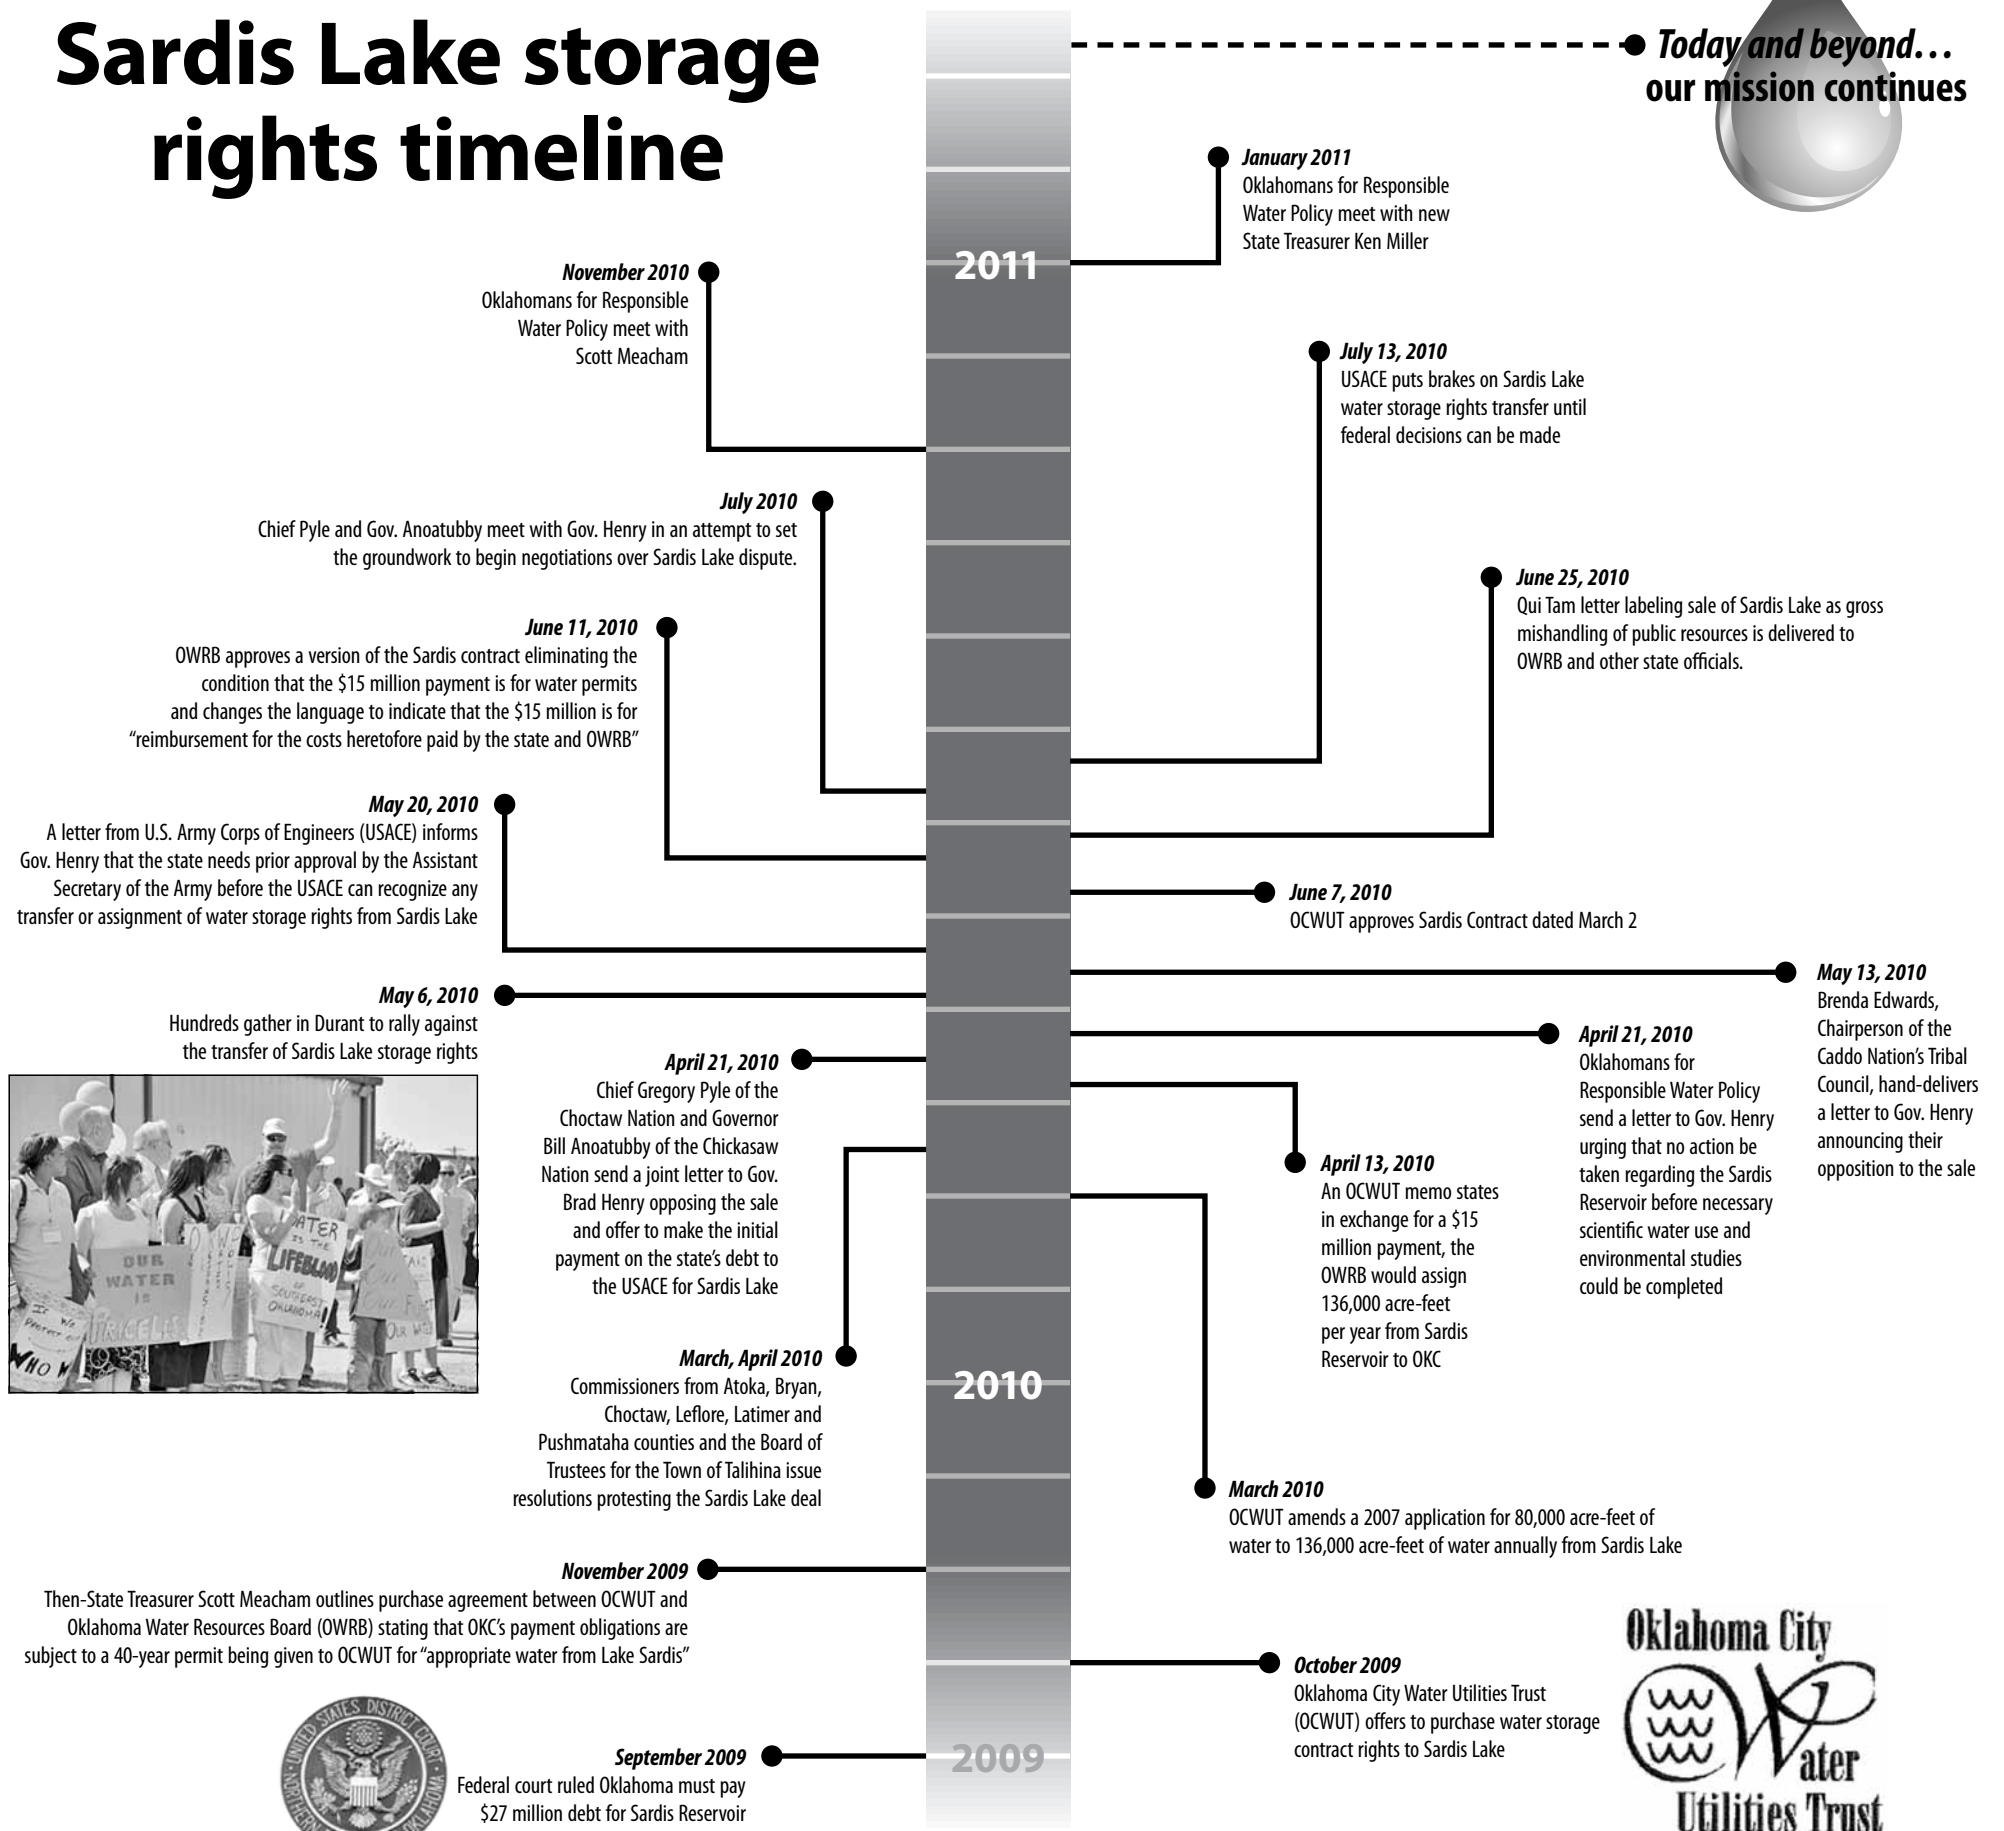 Sardis Lake storage
rights timeline
Today and beyond…
our mission continues
2011
January 2011
Oklahomans for Responsible
Water Policy meet with new
State Treasurer Ken Miller
November 2010
Oklahomans for Responsible
Water Policy meet with
Scott Meacham
July 13, 2010
USACE puts brakes on Sardis Lake
water storage rights transfer until
federal decisions can be made
July 2010
Chief Pyle and Gov. Anoatubby meet with Gov. Henry in an attempt to set
the groundwork to begin negotiations over Sardis Lake dispute.
June 25, 2010
Qui Tam letter labeling sale of Sardis Lake as gross
mishandling of public resources is delivered to
OWRB and other state officials.
June 11, 2010
OWRB approves a version of the Sardis contract eliminating the
condition that the $15 million payment is for water permits
and changes the language to indicate that the $15 million is for
“reimbursement for the costs heretofore paid by the state and OWRB”
May 20, 2010
A letter from U.S. Army Corps of Engineers (USACE) informs
Gov. Henry that the state needs prior approval by the Assistant
Secretary of the Army before the USACE can recognize any
transfer or assignment of water storage rights from Sardis Lake
June 7, 2010
OCWUT approves Sardis Contract dated March 2
May 13, 2010
Brenda Edwards,
Chairperson of the
Caddo Nation’s Tribal
Council, hand-delivers
a letter to Gov. Henry
announcing their
opposition to the sale
May 6, 2010
Hundreds gather in Durant to rally against
the transfer of Sardis Lake storage rights
OUR
WATER
IS
PRICELESS
WATER
IS THE
LIFEBLOOD
OF
SOUTHEAST
OKLAHOMA!
WHO
April 21, 2010
Chief Gregory Pyle of the
Choctaw Nation and Governor
Bill Anoatubby of the Chickasaw
Nation send a joint letter to Gov.
Brad Henry opposing the sale
and offer to make the initial
payment on the state’s debt to
the USACE for Sardis Lake
April 21, 2010
Oklahomans for
Responsible Water Policy
send a letter to Gov. Henry
urging that no action be
taken regarding the Sardis
Reservoir before necessary
scientific water use and
environmental studies
could be completed
April 13, 2010
An OCWUT memo states
in exchange for a $15
million payment, the
OWRB would assign
136,000 acre-feet
per year from Sardis
Reservoir to OKC
March, April 2010
Commissioners from Atoka, Bryan,
Choctaw, Leflore, Latimer and
Pushmataha counties and the Board of
Trustees for the Town of Talihina issue
resolutions protesting the Sardis Lake deal
2010
March 2010
OCWUT amends a 2007 application for 80,000 acre-feet of
water to 136,000 acre-feet of water annually from Sardis Lake
November 2009
Then-State Treasurer Scott Meacham outlines purchase agreement between OCWUT and
Oklahoma Water Resources Board (OWRB) stating that OKC’s payment obligations are
subject to a 40-year permit being given to OCWUT for “appropriate water from Lake Sardis”
October 2009
Oklahoma City Water Utilities Trust
(OCWUT) offers to purchase water storage
contract rights to Sardis Lake
Oklahoma City
Water
Utilities Trust
2009
September 2009
Federal court ruled Oklahoma must pay
$27 million debt for Sardis Reservoir
UNITED STATES DISTRICT COURT
OKLAHOMA